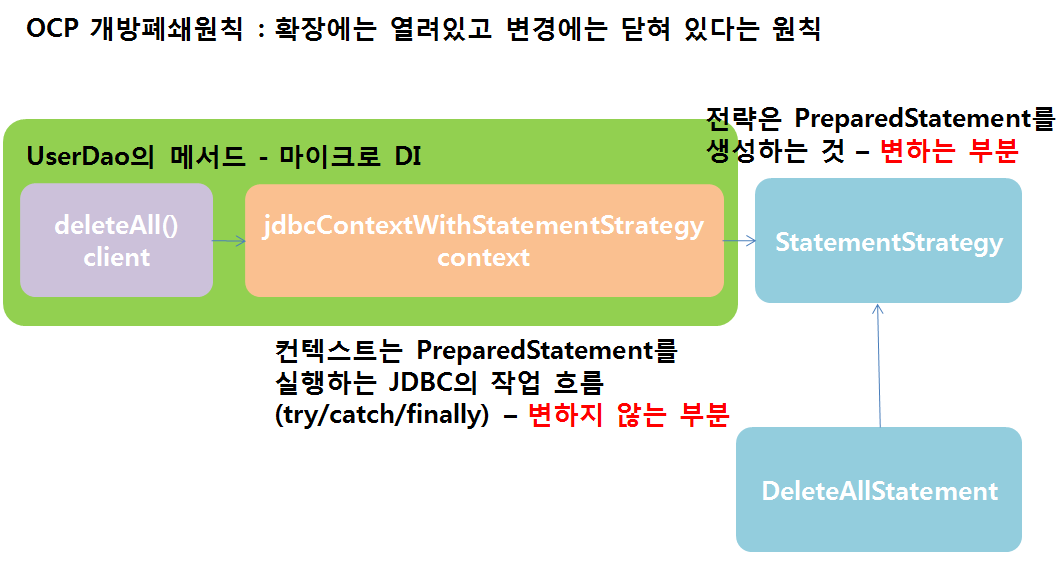 OCP 개방폐쇄원칙 : 확장에는 열려있고 변경에는 닫혀 있다는 원칙
전략은 PreparedStatement를
생성하는 것 – 변하는 부분
UserDao의 메서드 - 마이크로 DI
deleteAll()
client
jdbcContextWithStatementStrategy
context
StatementStrategy
컨텍스트는 PreparedStatement를
실행하는 JDBC의 작업 흐름
(try/catch/finally) – 변하지 않는 부분
DeleteAllStatement